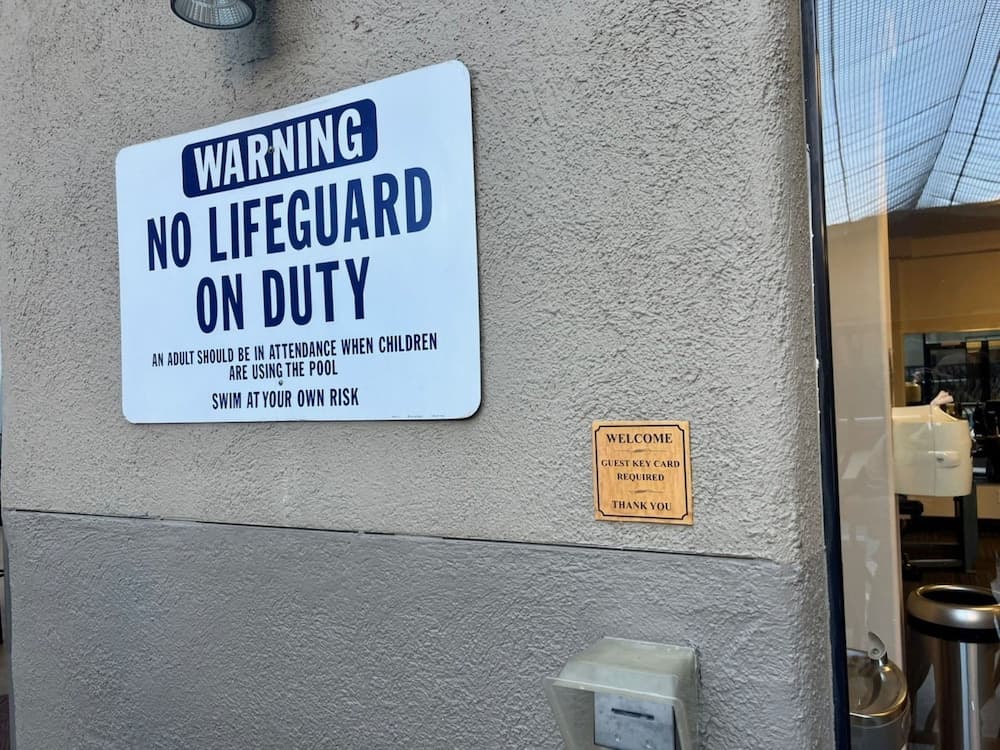 WARNING
NO LIFEGUARD
ON DUTY
AN ADULT SHOULD BE IN ATTENDANCE WHEN CHILDREN
ARE USING THE POOL
SWIM AT YOUR OWN RISK
WELCOME
GUEST KEY CARD
REQUIRED
THANK YOU